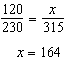 120/230 = x/315
x = 164